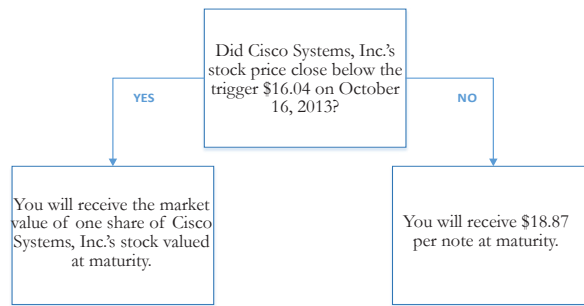 Did Cisco Systems, Inc.'s
stock price close below the
trigger $16.04 on October
16, 2013?
YES
NO
You will receive the market
value of one share of Cisco
Systems, Inc.'s stock valued
at maturity.
You will receive $18.87
per note at maturity.